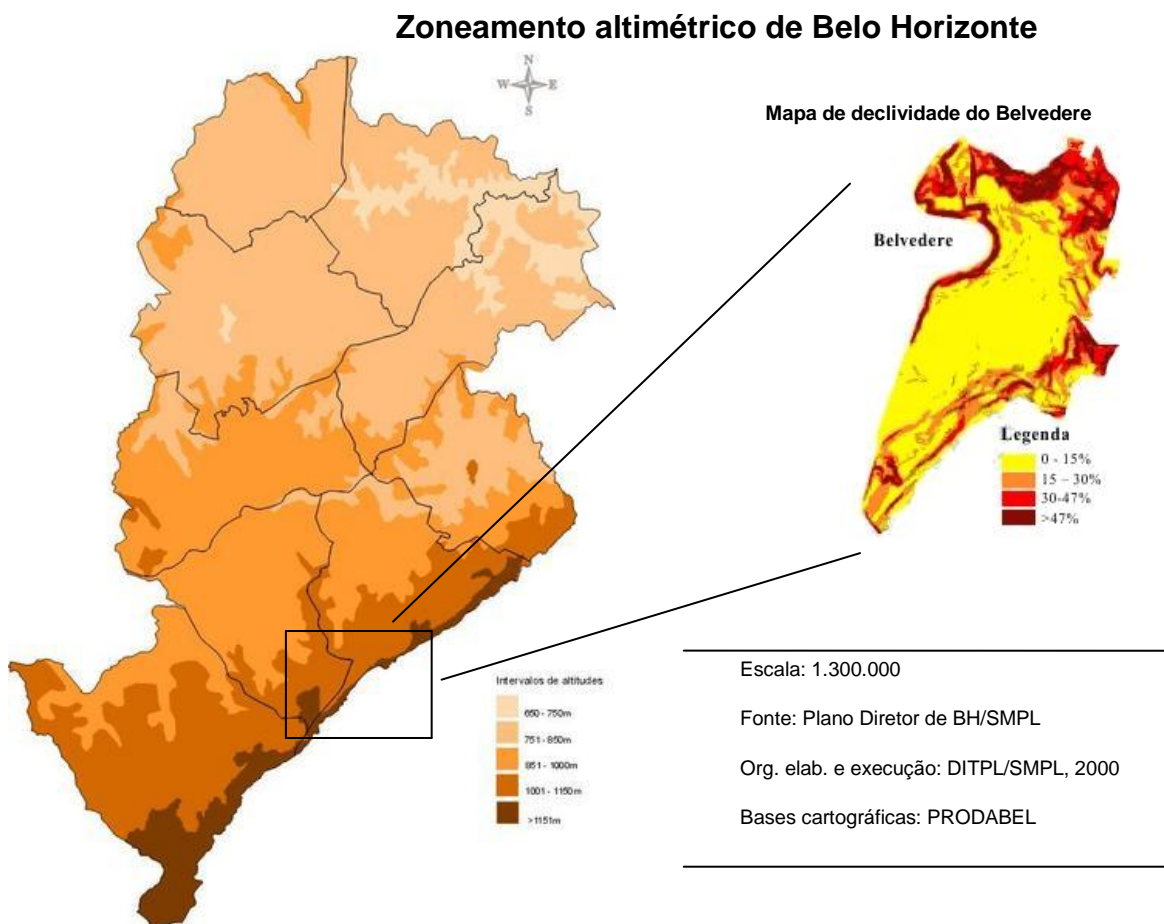 Zoneamento altimétrico de Belo Horizonte
N
W E
S
Mapa de declividade do Belvedere
Belvedere
Legenda
0 - 15%
15 – 30%
30-47%
>47%
Intervalos de altitudes
650 - 750m
751 - 850m
851 - 1000m
1001 - 1150m
>1151m
Escala: 1.300.000
Fonte: Plano Diretor de BH/SMPL
Org. elab. e execução: DITPL/SMPL, 2000
Bases cartográficas: PRODABEL